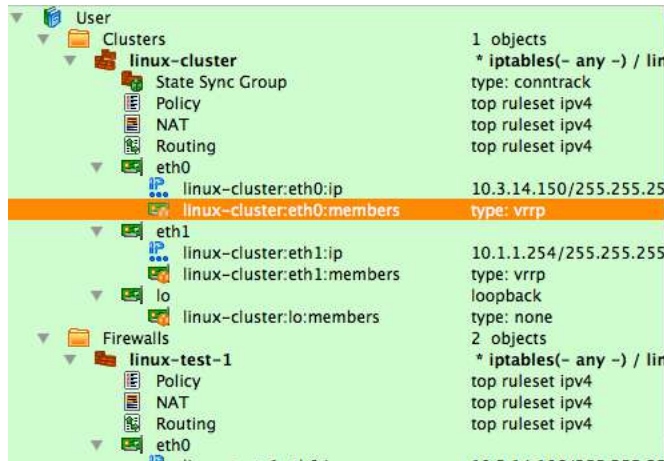 User
Clusters 1 objects
linux-cluster * iptables(- any -) / lin
State Sync Group type: conntrack
Policy top ruleset ipv4
NAT top ruleset ipv4
Routing top ruleset ipv4
eth0
IP linux-cluster:eth0:ip 10.3.14.150/255.255.25
linux-cluster:eth0:members type: vrrp
eth1
IP linux-cluster:eth1:ip 10.1.1.254/255.255.255
linux-cluster:eth1:members type: vrrp
lo loopback
linux-cluster:lo:members type: none
Firewalls 2 objects
linux-test-1 * iptables(- any -) / lin
Policy top ruleset ipv4
NAT top ruleset ipv4
Routing top ruleset ipv4
eth0